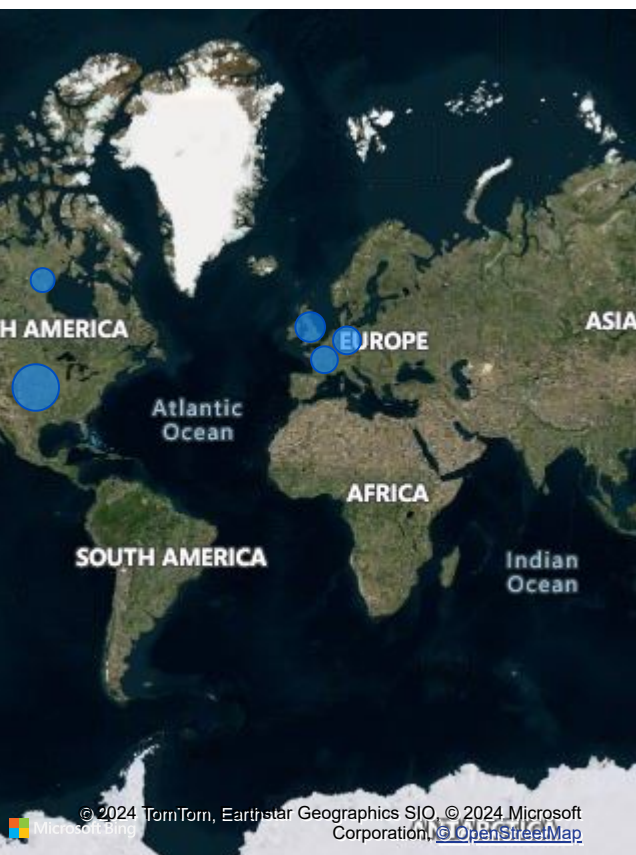 H AMERICA
EUROPE
ASIA
Atlantic
Ocean
AFRICA
SOUTH AMERICA
Indian
Ocean
© 2024 TomTom, Earthstar Geographics SIO, © 2024 Microsoft
Corporation, © OpenStreetMap
Microsoft Bing